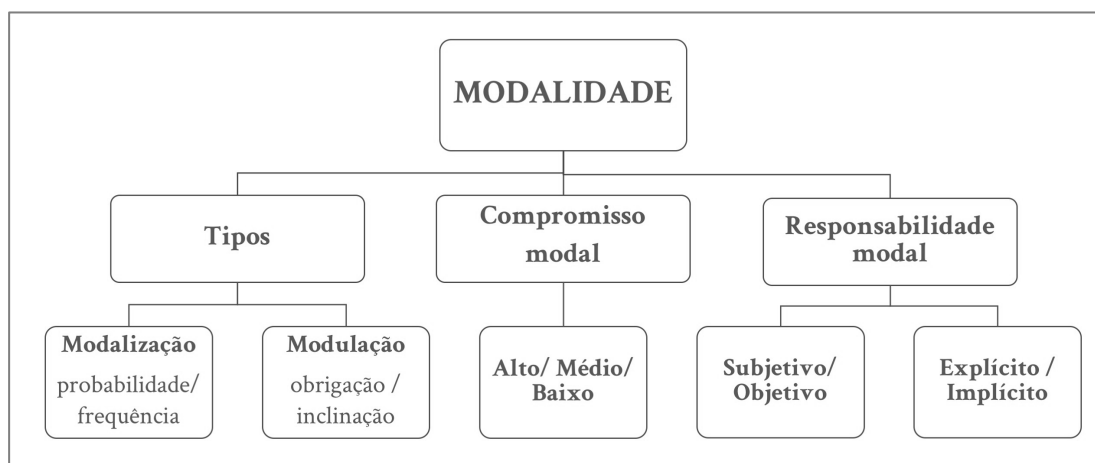 MODALIDADE
Tipos
Compromisso
modal
Responsabilidade
modal
Modalização
probabilidade/
frequência
Modulação
obrigação /
inclinação
Alto/ Médio/
Baixo
Subjetivo/
Objetivo
Explícito /
Implícito